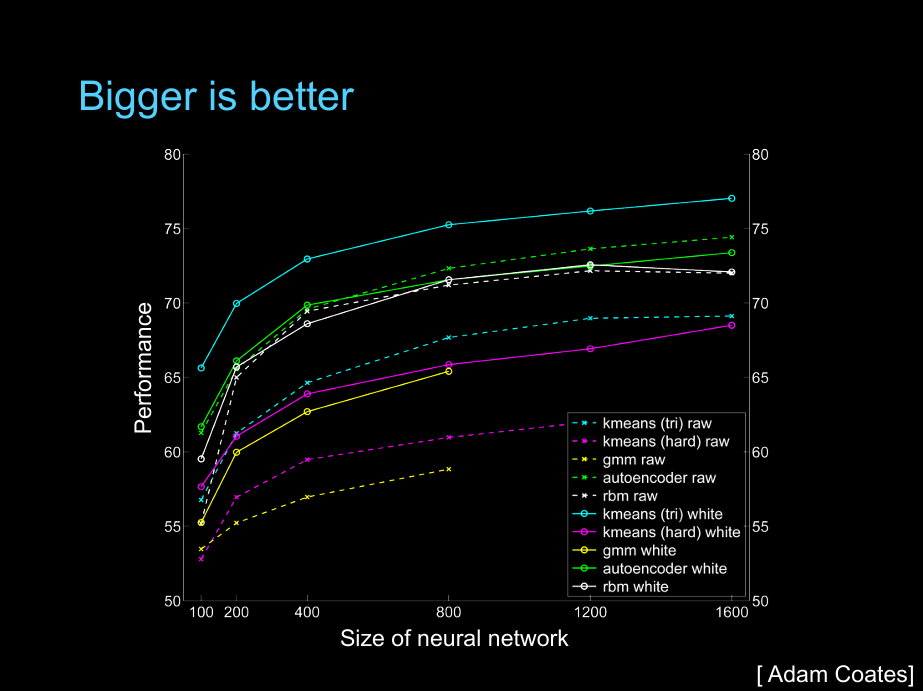 Bigger is better
80
80
75
75
70
70
65
65
60
60
55
55
50
50
Performance
kmeans (tri) raw
kmeans (hard) raw
gmm raw
autoencoder raw
rbm raw
kmeans (tri) white
kmeans (hard) white
gmm white
autoencoder white
rbm white
100 200 400 800 1200 1600
Size of neural network
[ Adam Coates]